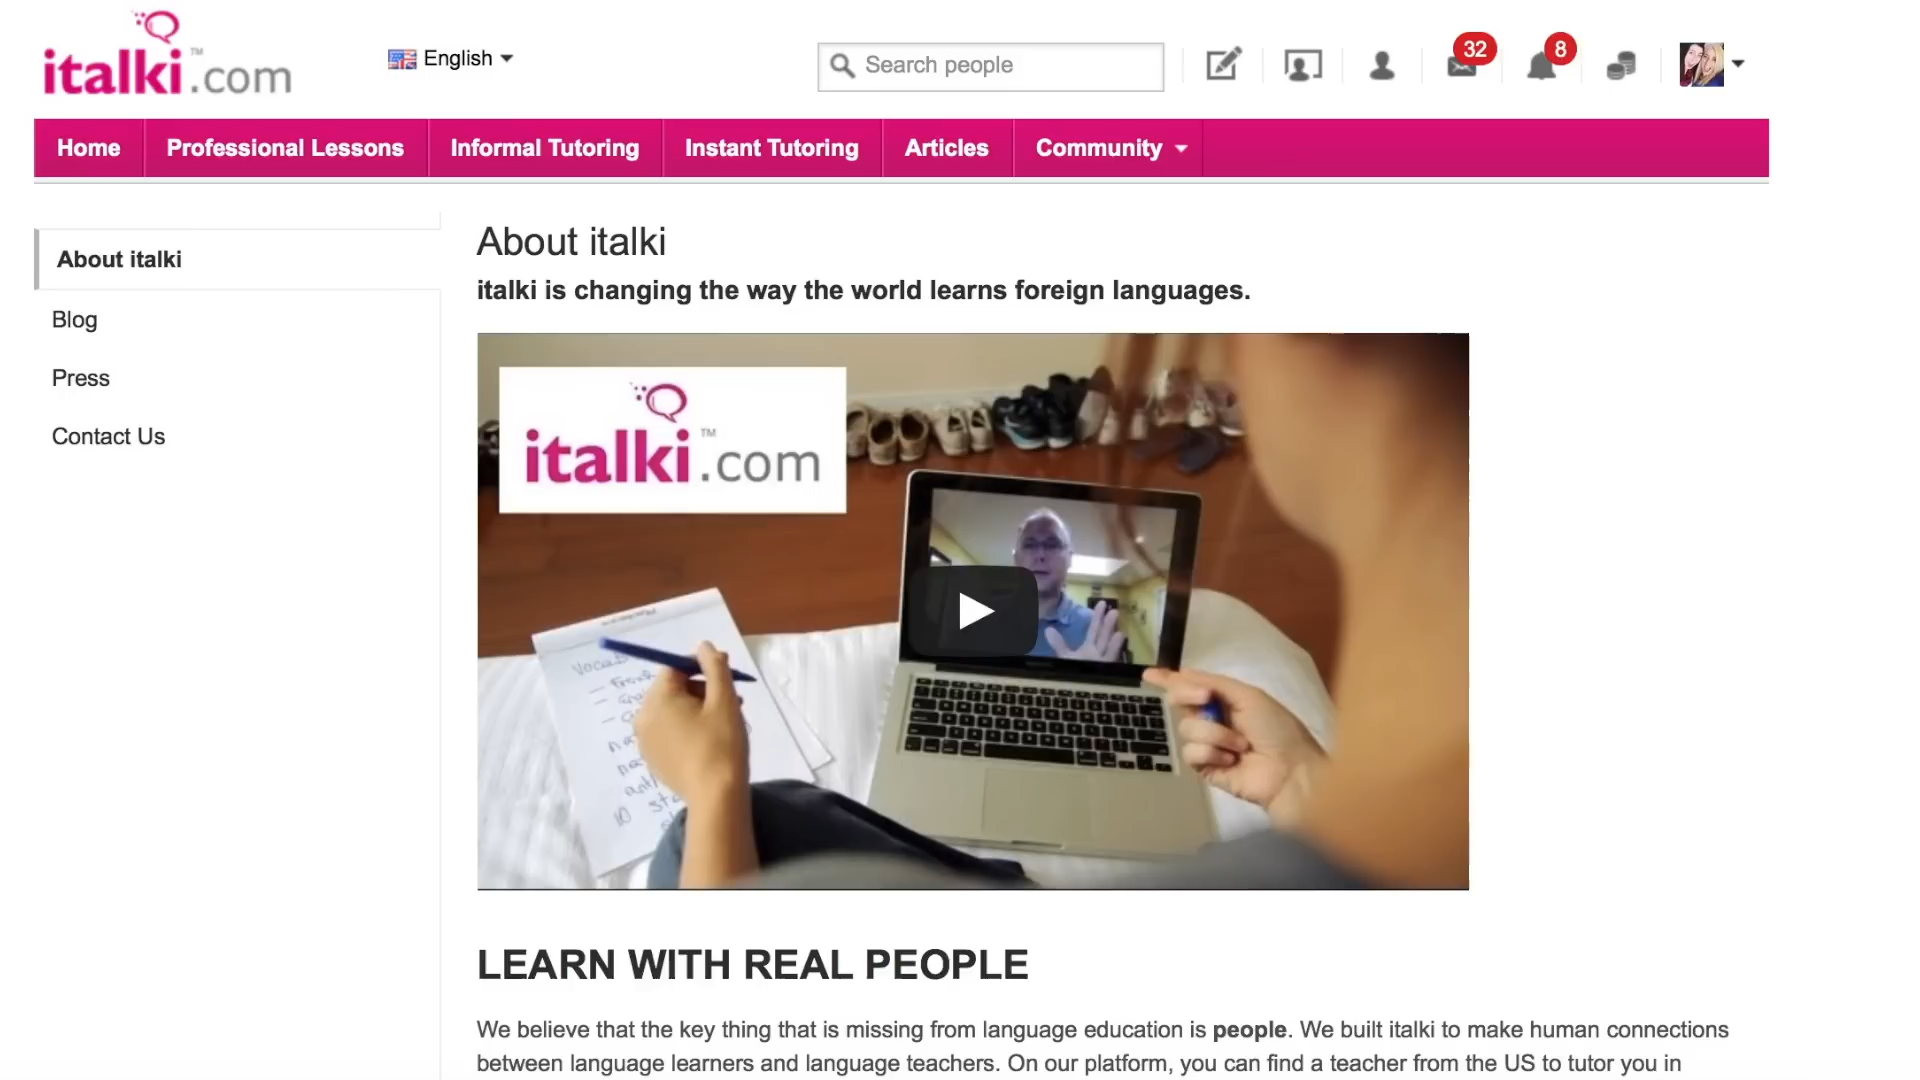 italki.com™
English
Search people
32
8
Home
Professional Lessons
Informal Tutoring
Instant Tutoring
Articles
Community
About italki
Blog
Press
Contact Us
About italki
italki is changing the way the world learns foreign languages.
italki.com™
Vocab
LEARN WITH REAL PEOPLE
We believe that the key thing that is missing from language education is people. We built italki to make human connections
between language learners and language teachers. On our platform, you can find a teacher from the US to tutor you in